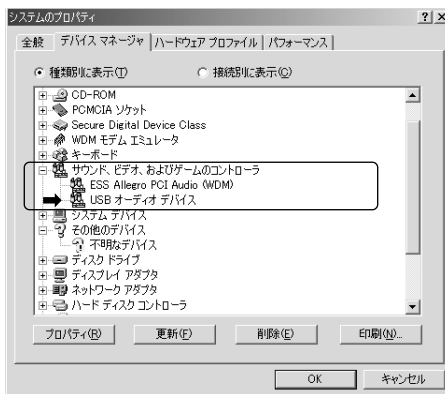 システムのプロパティ
全般 デバイス マネージャ ハードウェア プロファイル パフォーマンス
種類別に表示(T) 接続別に表示(C)
CD-ROM
PCMCIA ソケット
Secure Digital Device Class
WDM モデム エミュレータ
キーボード
サウンド、ビデオ、およびゲームのコントローラ
ESS Allegro PCI Audio (WDM)
USB オーディオ デバイス
システム デバイス
その他のデバイス
不明なデバイス
ディスク ドライブ
ディスプレイ アダプタ
ネットワーク アダプタ
ハード ディスク コントローラ
プロパティ(R) 更新(F) 削除(E) 印刷(N)...
OK キャンセル